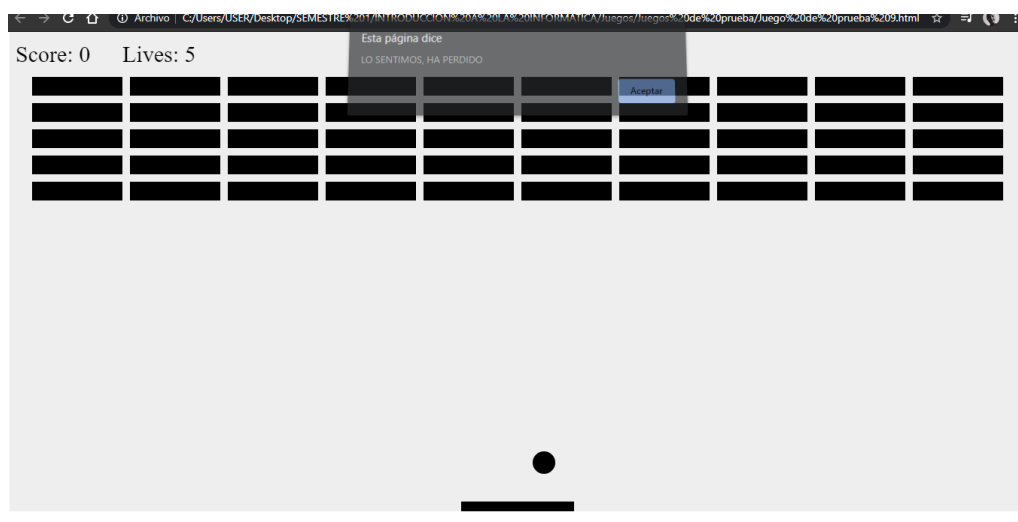 Archivo | C:/Users/USER/Desktop/SEMESTRE%201/INTRODUCCION%20A%20LA%20INFORMATICA/Juegos/Juegos%20de%20prueba/Juego%20de%20prueba%209.html
Esta página dice
Score: 0 Lives: 5
LO SENTIMOS, HA PERDIDO
Aceptar